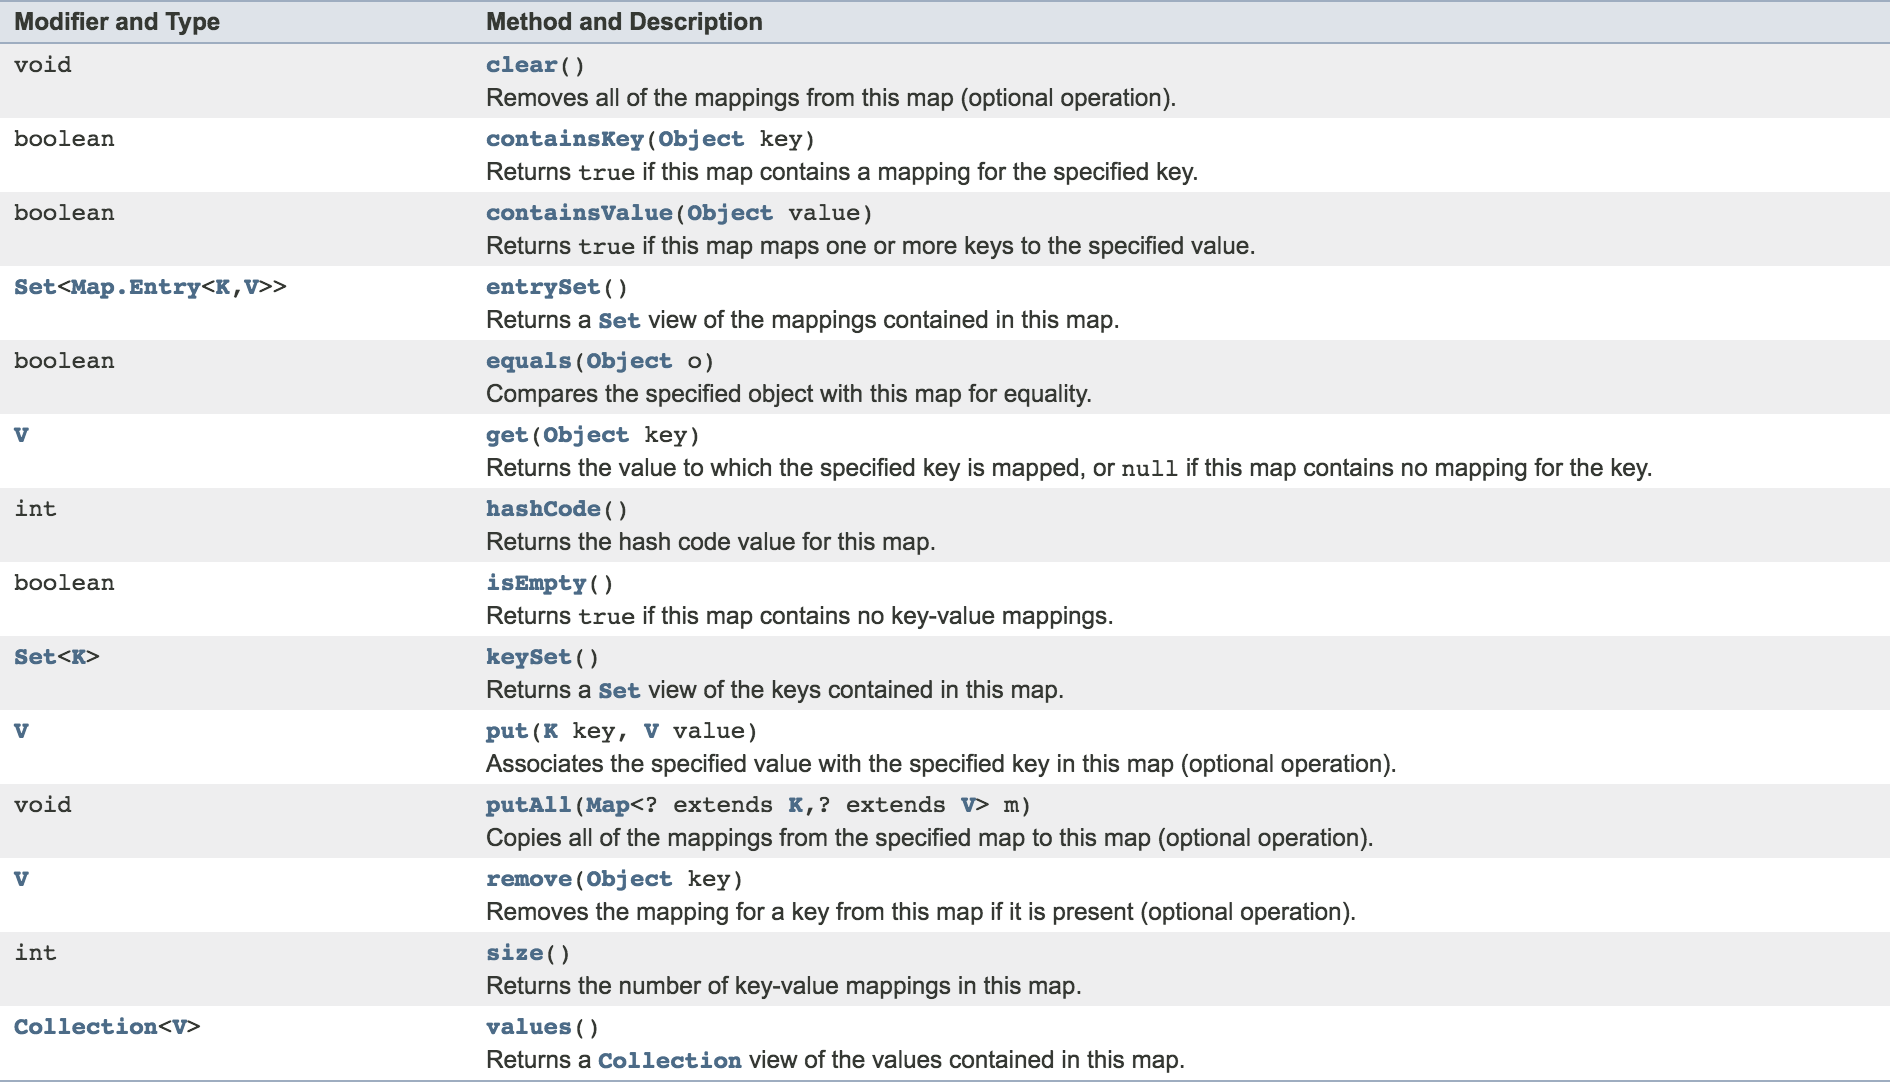 Modifier and Type Method and Description
void clear()
Removes all of the mappings from this map (optional operation).
boolean containsKey(Object key)
Returns true if this map contains a mapping for the specified key.
boolean containsValue(Object value)
Returns true if this map maps one or more keys to the specified value.
Set<Map.Entry<K,V>> entrySet()
Returns a Set view of the mappings contained in this map.
boolean equals(Object o)
Compares the specified object with this map for equality.
V get(Object key)
Returns the value to which the specified key is mapped, or null if this map contains no mapping for the key.
int hashCode()
Returns the hash code value for this map.
boolean isEmpty()
Returns true if this map contains no key-value mappings.
Set<K> keySet()
Returns a Set view of the keys contained in this map.
V put(K key, V value)
Associates the specified value with the specified key in this map (optional operation).
void putAll(Map<? extends K,? extends V> m)
Copies all of the mappings from the specified map to this map (optional operation).
V remove(Object key)
Removes the mapping for a key from this map if it is present (optional operation).
int size()
Returns the number of key-value mappings in this map.
Collection<V> values()
Returns a Collection view of the values contained in this map.